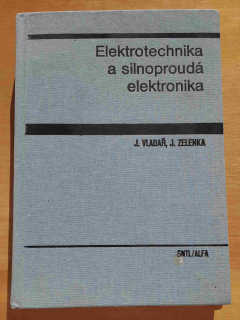 Elektrotechnika
a silnoproudá
elektronika
J. VLADAŘ, J. ZELENKA
SNTL/ALFA